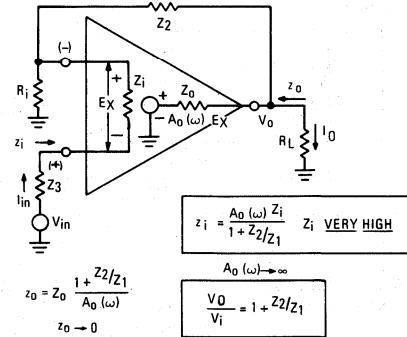 Z2
(−)
+
Zi
Ri
EX
Z0
+
−
A0 (ω) EX
z0
V0
−
zi
(+)
RL
I0
Iin
Z3
Vin
zi = A0 (ω) Zi / 1 + Z2/Z1 Zi VERY HIGH
A0 (ω) → ∞
z0 = Z0 1 + Z2/Z1 / A0 (ω)
z0 → 0
V0 / Vi = 1 + Z2/Z1